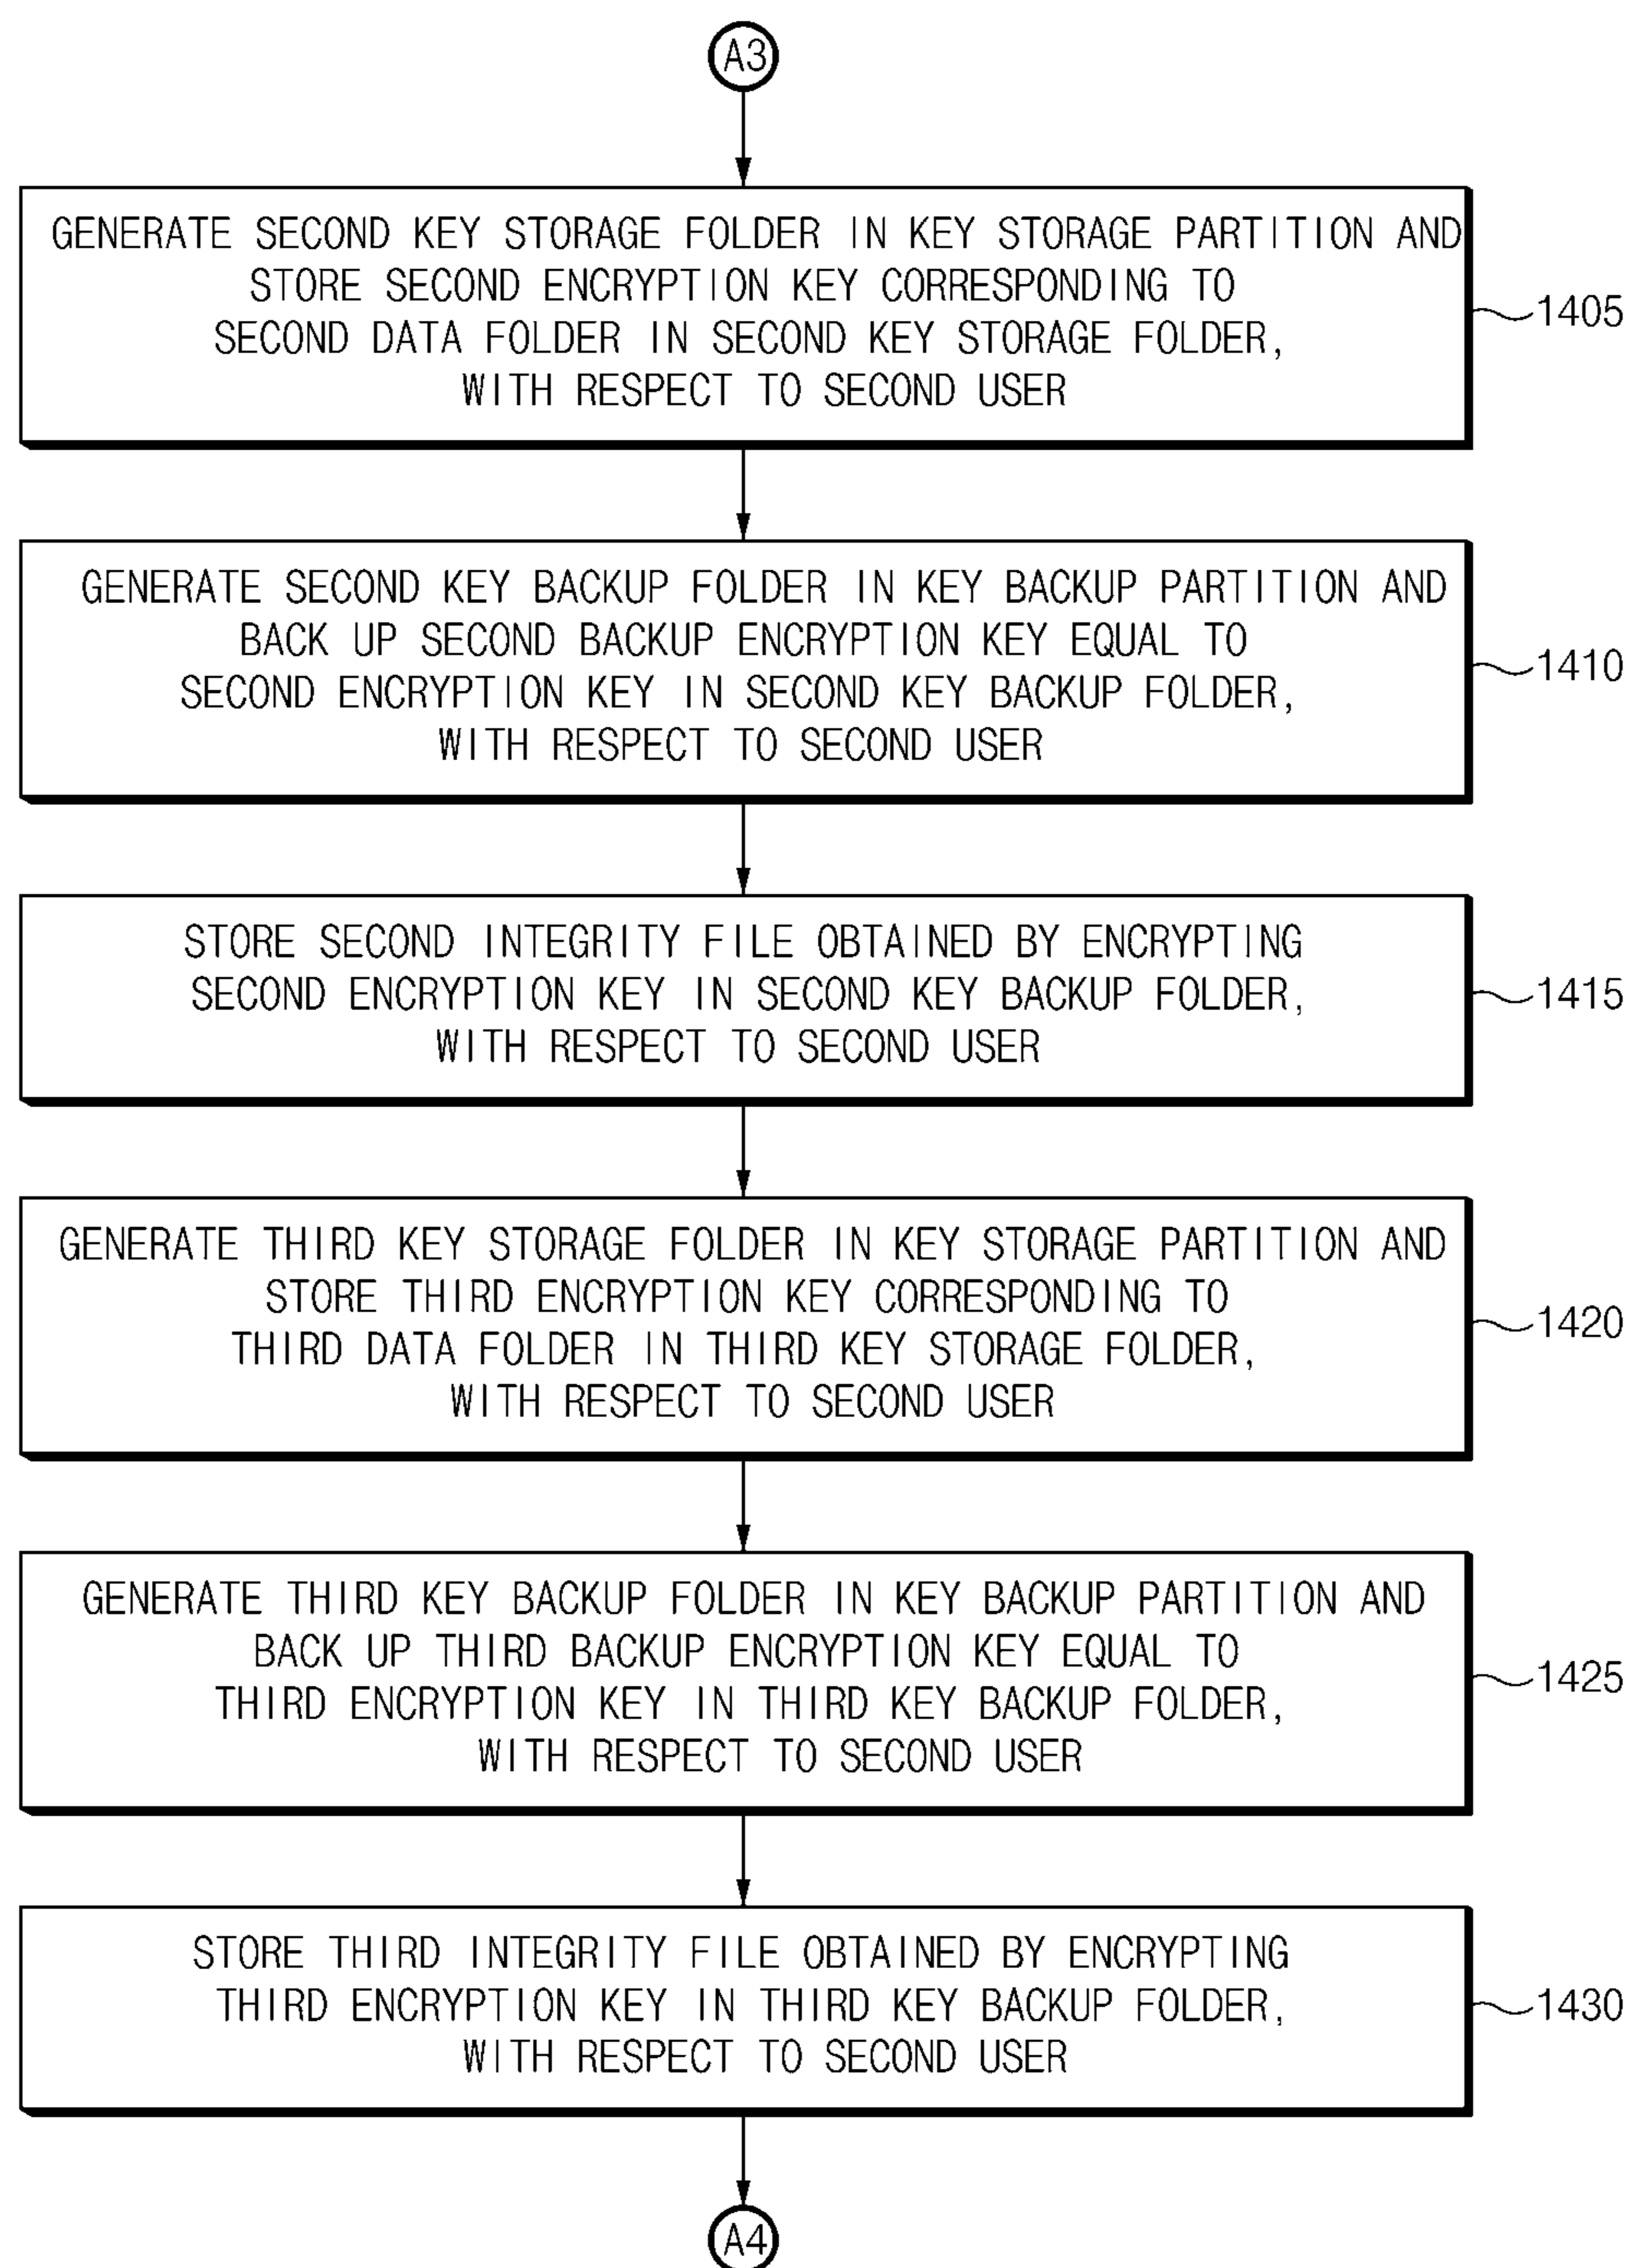 A3
GENERATE SECOND KEY STORAGE FOLDER IN KEY STORAGE PARTITION AND
STORE SECOND ENCRYPTION KEY CORRESPONDING TO
SECOND DATA FOLDER IN SECOND KEY STORAGE FOLDER,
WITH RESPECT TO SECOND USER
1405
GENERATE SECOND KEY BACKUP FOLDER IN KEY BACKUP PARTITION AND
BACK UP SECOND BACKUP ENCRYPTION KEY EQUAL TO
SECOND ENCRYPTION KEY IN SECOND KEY BACKUP FOLDER,
WITH RESPECT TO SECOND USER
1410
STORE SECOND INTEGRITY FILE OBTAINED BY ENCRYPTING
SECOND ENCRYPTION KEY IN SECOND KEY BACKUP FOLDER,
WITH RESPECT TO SECOND USER
1415
GENERATE THIRD KEY STORAGE FOLDER IN KEY STORAGE PARTITION AND
STORE THIRD ENCRYPTION KEY CORRESPONDING TO
THIRD DATA FOLDER IN THIRD KEY STORAGE FOLDER,
WITH RESPECT TO SECOND USER
1420
GENERATE THIRD KEY BACKUP FOLDER IN KEY BACKUP PARTITION AND
BACK UP THIRD BACKUP ENCRYPTION KEY EQUAL TO
THIRD ENCRYPTION KEY IN THIRD KEY BACKUP FOLDER,
WITH RESPECT TO SECOND USER
1425
STORE THIRD INTEGRITY FILE OBTAINED BY ENCRYPTING
THIRD ENCRYPTION KEY IN THIRD KEY BACKUP FOLDER,
WITH RESPECT TO SECOND USER
1430
A4